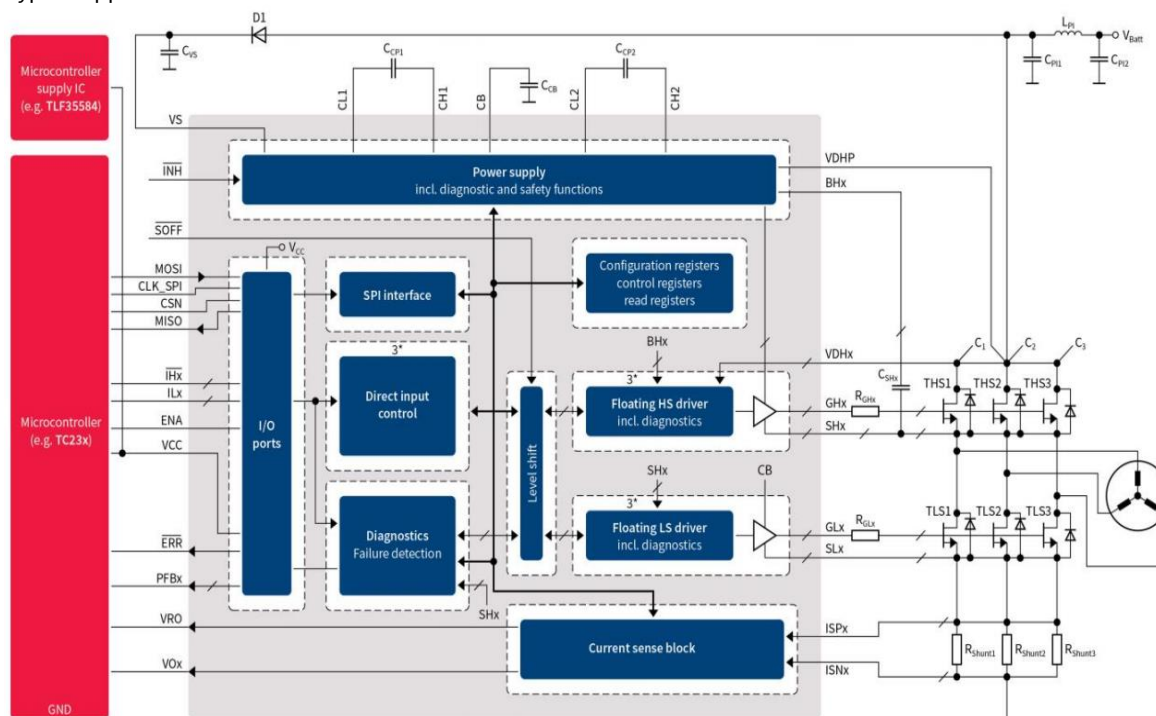 D1
L_PI
V_Batt
C_VS
C_CP1
C_CP2
C_CB
C_PI1
C_PI2
CL1
CH1
CB
CL2
CH2
Microcontroller
supply IC
(e.g. TLF35584)
VS
INH
SOFF
Power supply
incl. diagnostic and safety functions
VDHP
BHx
V_CC
MOSI
CLK_SPI
CSN
MISO
IHx
ILx
ENA
VCC
ERR
PFBx
VRO
VOx
Microcontroller
(e.g. TC23x)
GND
I/O
ports
SPI interface
3*
Direct input
control
Diagnostics
Failure detection
SHx
Configuration registers
control registers
read registers
Level shift
BHx
3*
Floating HS driver
incl. diagnostics
SHx
3*
Floating LS driver
incl. diagnostics
CB
Current sense block
VDHx
C_SHx
GHx
R_GHx
SHx
GLx
R_GLx
SLx
ISPx
ISNx
C_1
C_2
C_3
THS1
THS2
THS3
TLS1
TLS2
TLS3
R_Shunt1
R_Shunt2
R_Shunt3